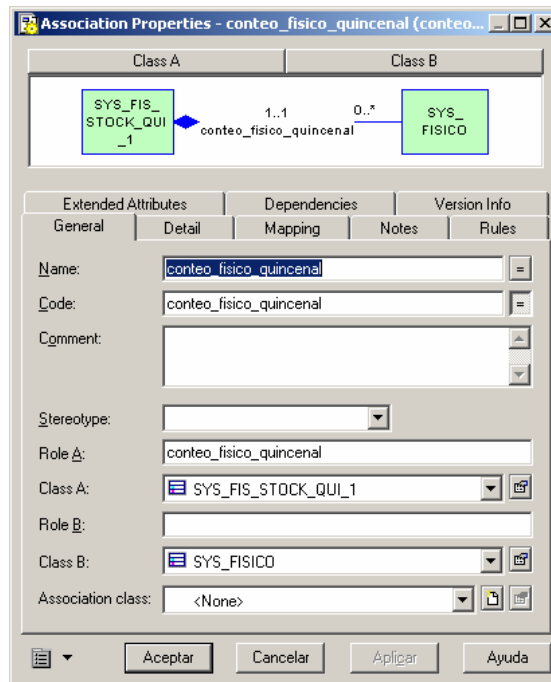 Association Properties - conteo_fisico_quincenal (conteo...
Class A
Class B
SYS_FIS_
STOCK_QUI
_1
1..1
0..*
conteo_fisico_quincenal
SYS_
FISICO
Extended Attributes
Dependencies
Version Info
General
Detail
Mapping
Notes
Rules
Name:
conteo_fisico_quincenal
=
Code:
conteo_fisico_quincenal
=
Comment:
Stereotype:
Role A:
conteo_fisico_quincenal
Class A:
SYS_FIS_STOCK_QUI_1
Role B:
Class B:
SYS_FISICO
Association class:
<None>
Aceptar
Cancelar
Aplicar
Ayuda